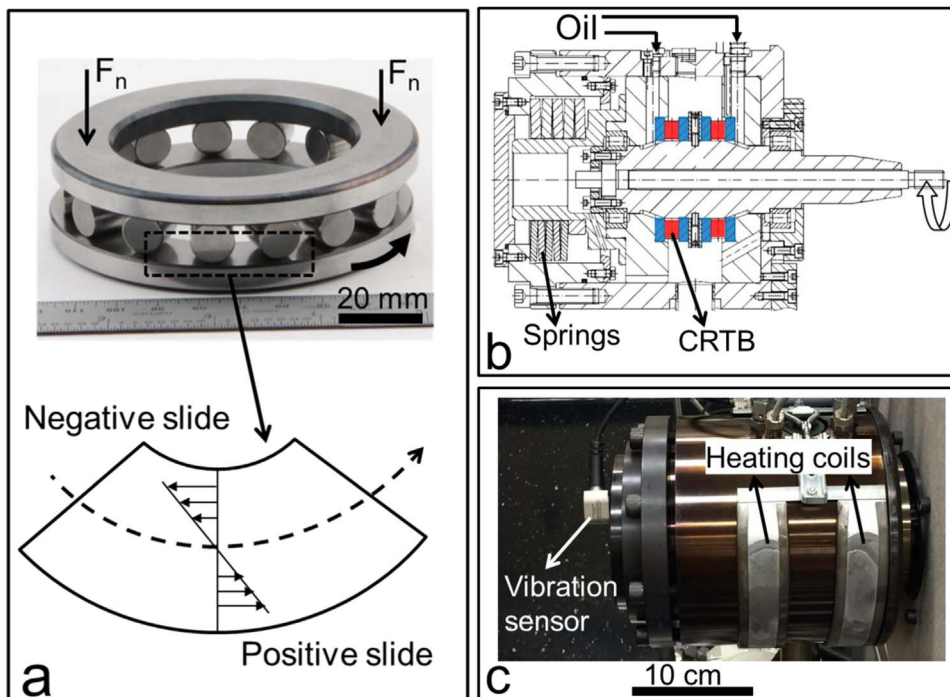 F_n
F_n
20 mm
Negative slide
Positive slide
a
Oil
Springs
CRTB
b
Heating coils
Vibration
sensor
c
10 cm